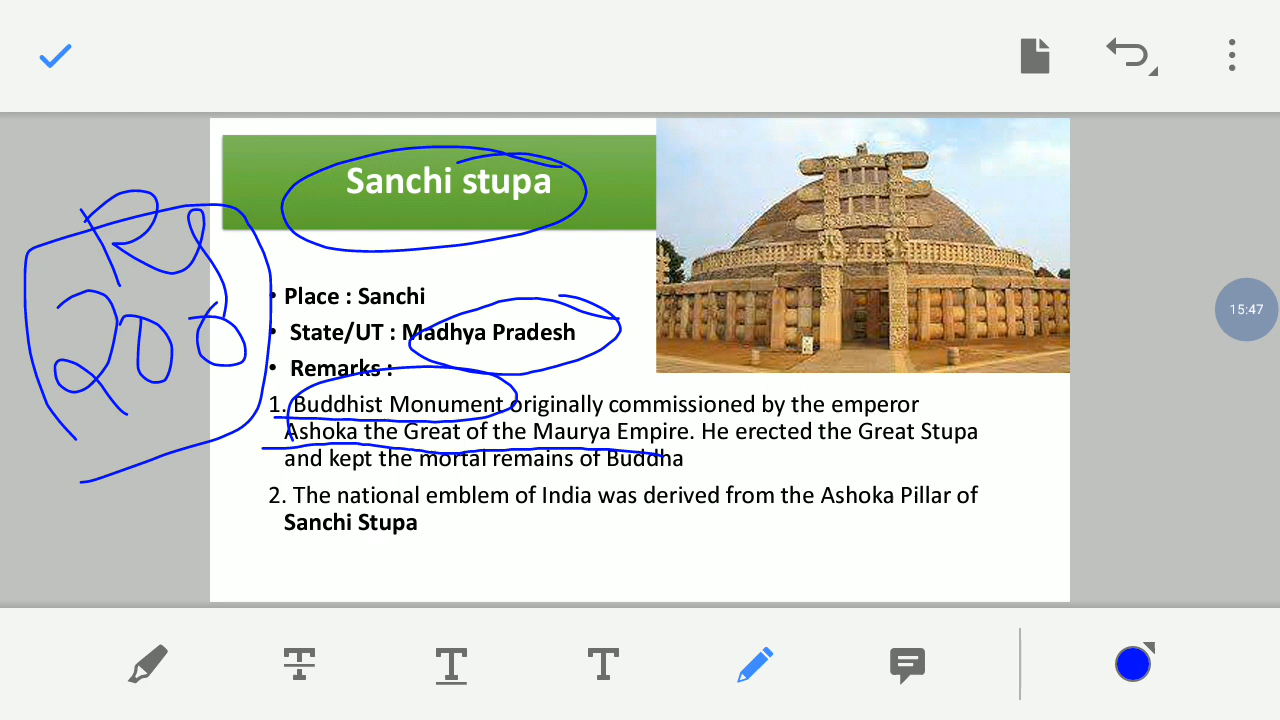 Sanchi stupa
Rs
200
• Place : Sanchi
• State/UT : Madhya Pradesh
• Remarks :
1. Buddhist Monument originally commissioned by the emperor
Ashoka the Great of the Maurya Empire. He erected the Great Stupa
and kept the mortal remains of Buddha
2. The national emblem of India was derived from the Ashoka Pillar of
Sanchi Stupa
15:47